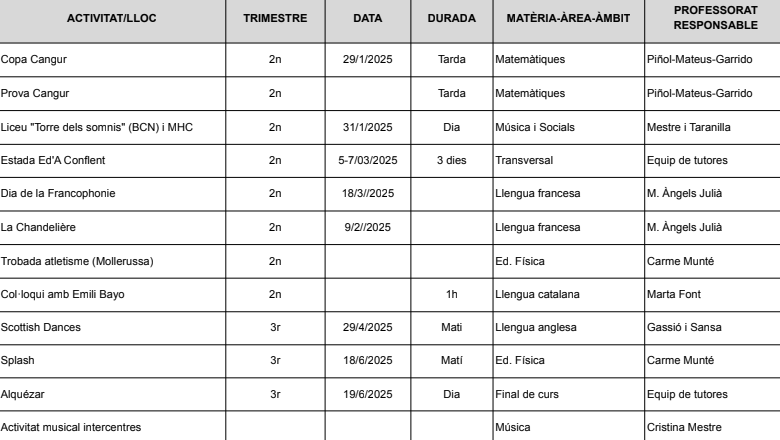 ACTIVITAT/LLOC TRIMESTRE DATA DURADA MATÈRIA-ÀREA-ÀMBIT PROFESSORAT RESPONSABLE
Copa Cangur 2n 29/1/2025 Tarda Matemàtiques Piñol-Mateus-Garrido
Prova Cangur 2n Tarda Matemàtiques Piñol-Mateus-Garrido
Liceu "Torre dels somnis" (BCN) i MHC 2n 31/1/2025 Dia Música i Socials Mestre i Taranilla
Estada Ed'A Conflent 2n 5-7/03/2025 3 dies Transversal Equip de tutores
Dia de la Francophonie 2n 18/3//2025 Llengua francesa M. Àngels Julià
La Chandelière 2n 9/2//2025 Llengua francesa M. Àngels Julià
Trobada atletisme (Mollerussa) 2n Ed. Física Carme Munté
Col·loqui amb Emili Bayo 2n 1h Llengua catalana Marta Font
Scottish Dances 3r 29/4/2025 Mati Llengua anglesa Gassió i Sansa
Splash 3r 18/6/2025 Matí Ed. Física Carme Munté
Alquézar 3r 19/6/2025 Dia Final de curs Equip de tutores
Activitat musical intercentres Música Cristina Mestre